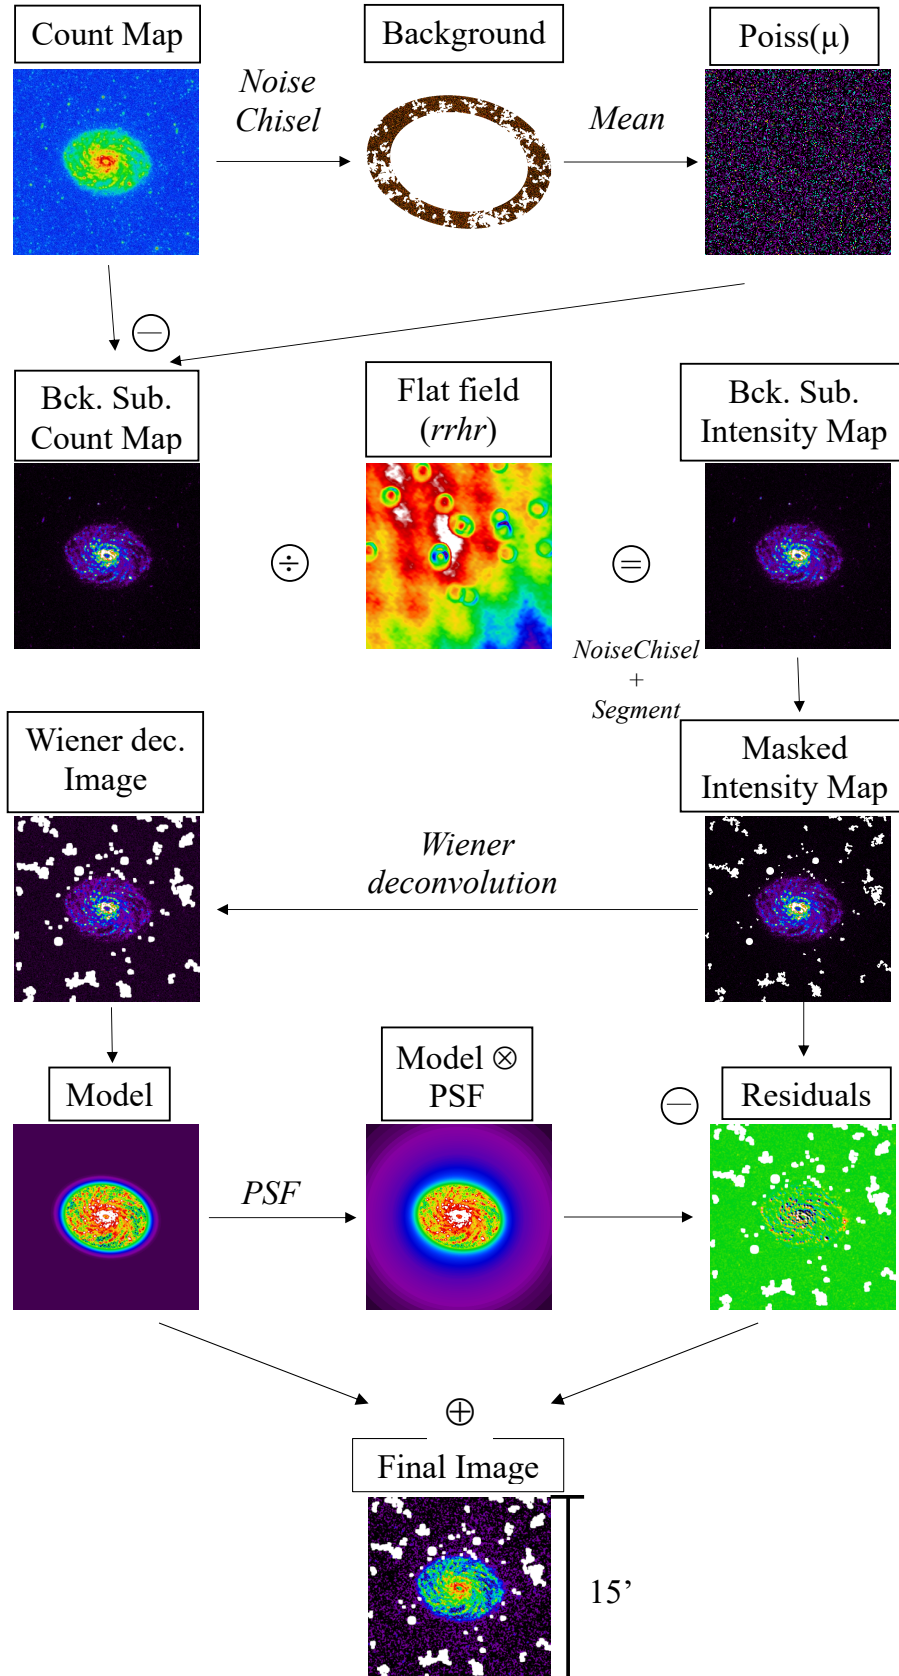 Count Map
Background
Poiss(μ)
Noise
Chisel
Mean
—
Bck. Sub.
Count Map
Flat field
(rrhr)
Bck. Sub.
Intensity Map
÷
=
NoiseChisel
+
Segment
Wiener dec.
Image
Masked
Intensity Map
Wiener
deconvolution
Model
Model ⊗
PSF
—
Residuals
PSF
⊕
Final Image
15’